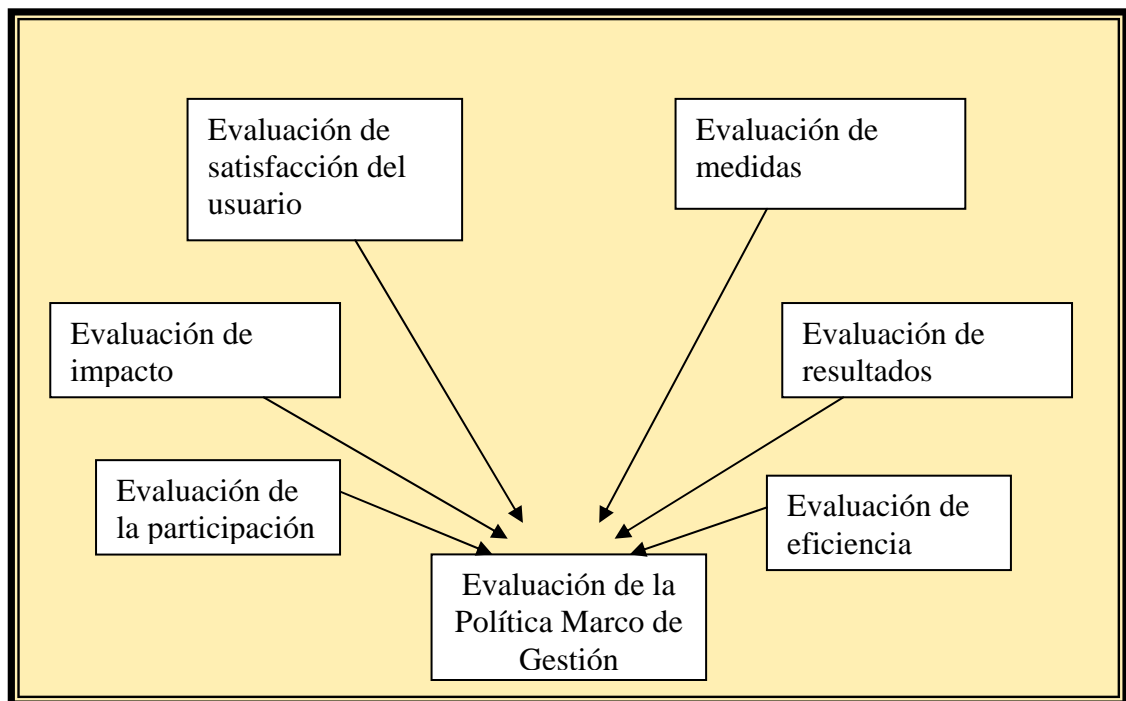 Evaluación de
satisfacción del
usuario
Evaluación de
medidas
Evaluación de
impacto
Evaluación de
resultados
Evaluación de
la participación
Evaluación de
eficiencia
Evaluación de la
Política Marco de
Gestión